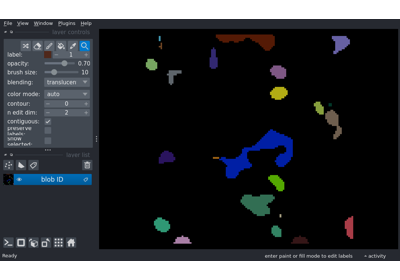 File View Window Plugins Help
layer controls
label: 1
opacity: 0.70
brush size: 10
blending: translucen
color mode: auto
contour: 0
n edit dim: 2
contiguous:
preserve
labels:
show
selected:
layer list
blob ID
Ready
enter paint or fill mode to edit labels
activity